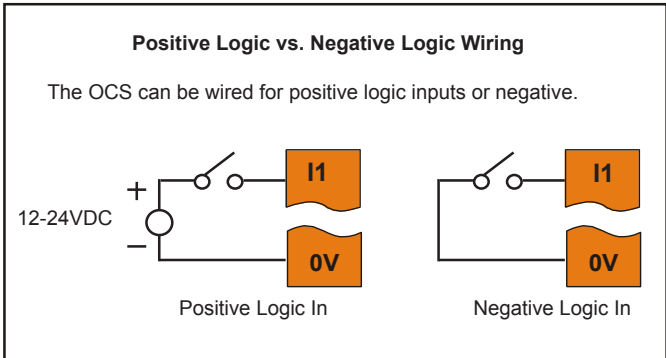 Positive Logic vs. Negative Logic Wiring
The OCS can be wired for positive logic inputs or negative.
I1
+
12-24VDC
–
0V
Positive Logic In
I1
0V
Negative Logic In